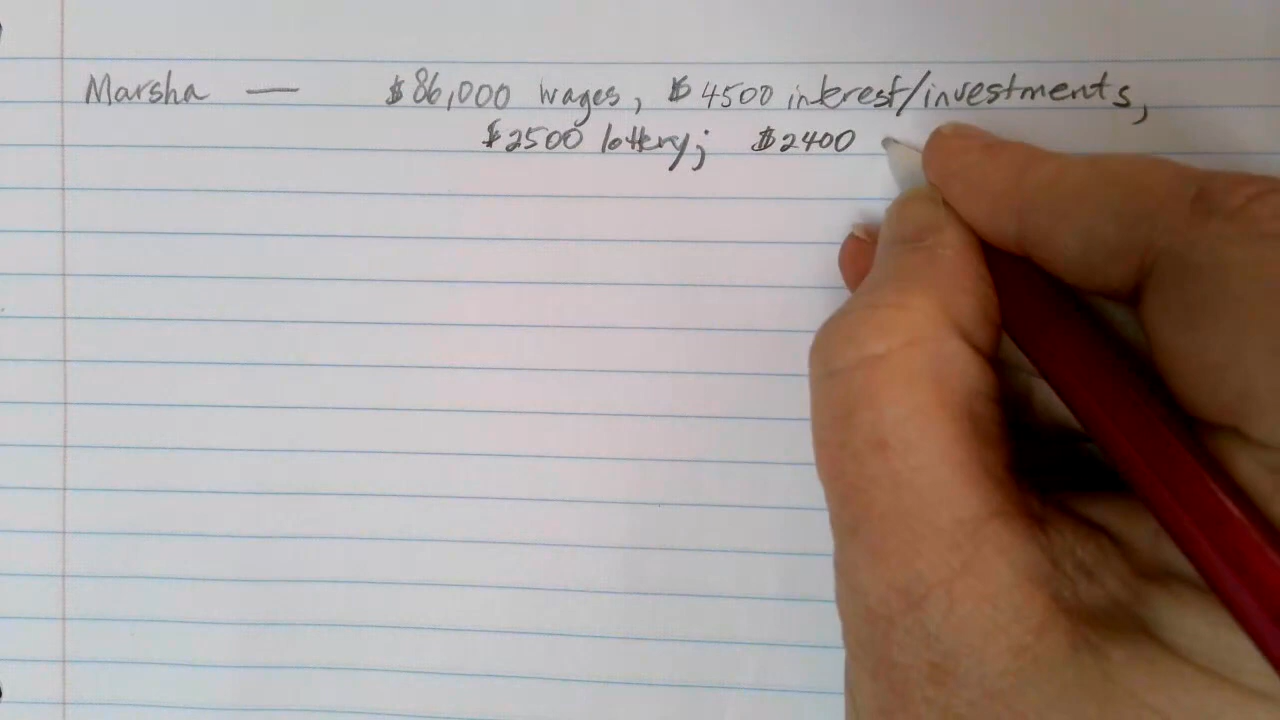 Marsha — $86,000 wages, $4500 interest/investments,
$2500 lottery; $2400